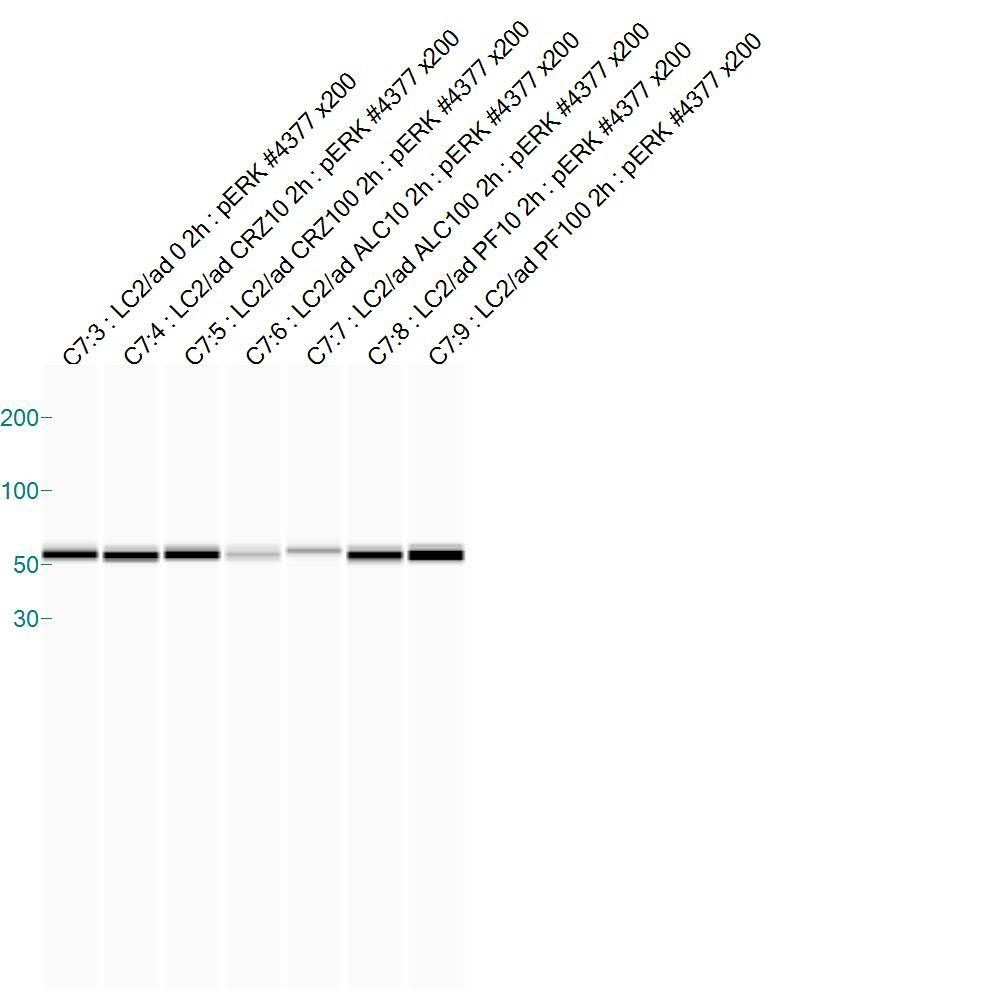 C7:3 : LC2/ad 0 2h : pERK #4377 x200
C7:4 : LC2/ad CRZ10 2h : pERK #4377 x200
C7:5 : LC2/ad CRZ100 2h : pERK #4377 x200
C7:6 : LC2/ad ALC10 2h : pERK #4377 x200
C7:7 : LC2/ad ALC100 2h : pERK #4377 x200
C7:8 : LC2/ad PF10 2h : pERK #4377 x200
C7:9 : LC2/ad PF100 2h : pERK #4377 x200
200
100
50
30